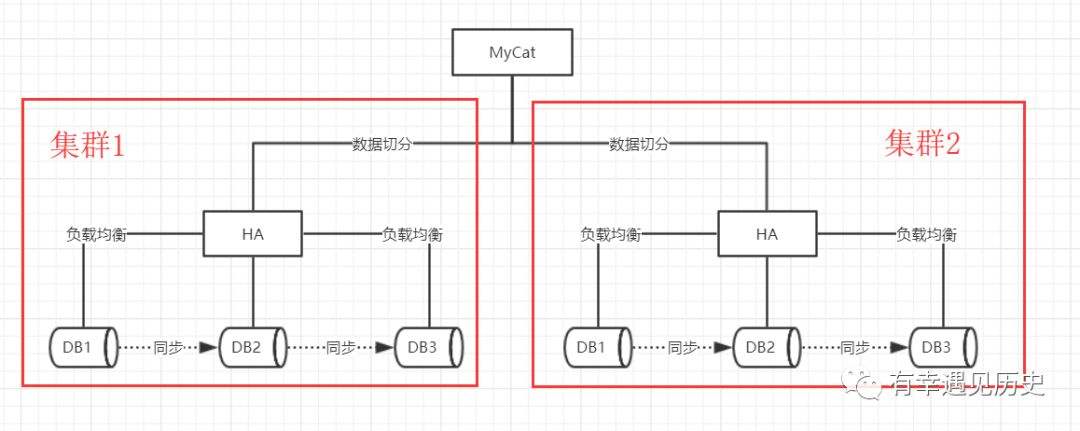 MyCat
集群1
数据切分
数据切分
集群2
负载均衡
HA
负载均衡
负载均衡
HA
负载均衡
DB1
同步
DB2
同步
DB3
DB1
同步
DB2
同步
DB3
有幸遇见历史